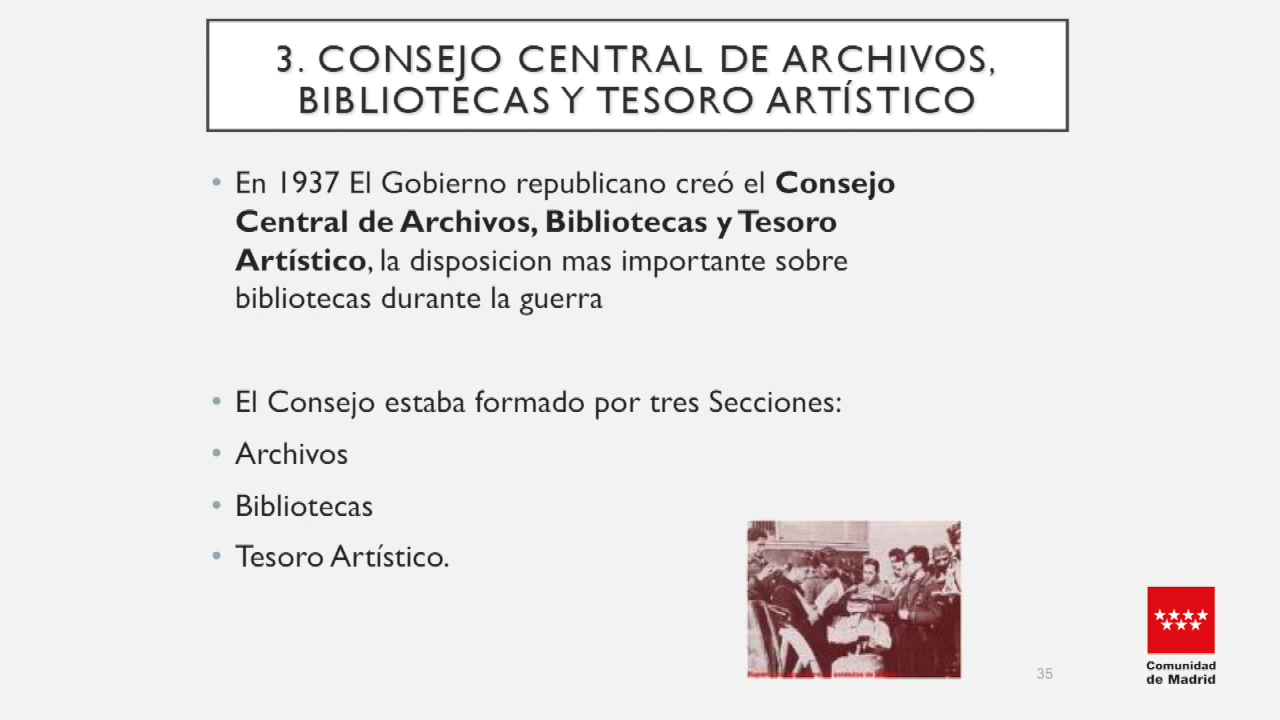 3. CONSEJO CENTRAL DE ARCHIVOS,
BIBLIOTECAS Y TESORO ARTÍSTICO
• En 1937 El Gobierno republicano creó el Consejo
Central de Archivos, Bibliotecas y Tesoro
Artístico, la disposicion mas importante sobre
bibliotecas durante la guerra
• El Consejo estaba formado por tres Secciones:
• Archivos
• Bibliotecas
• Tesoro Artístico.
35
Comunidad
de Madrid